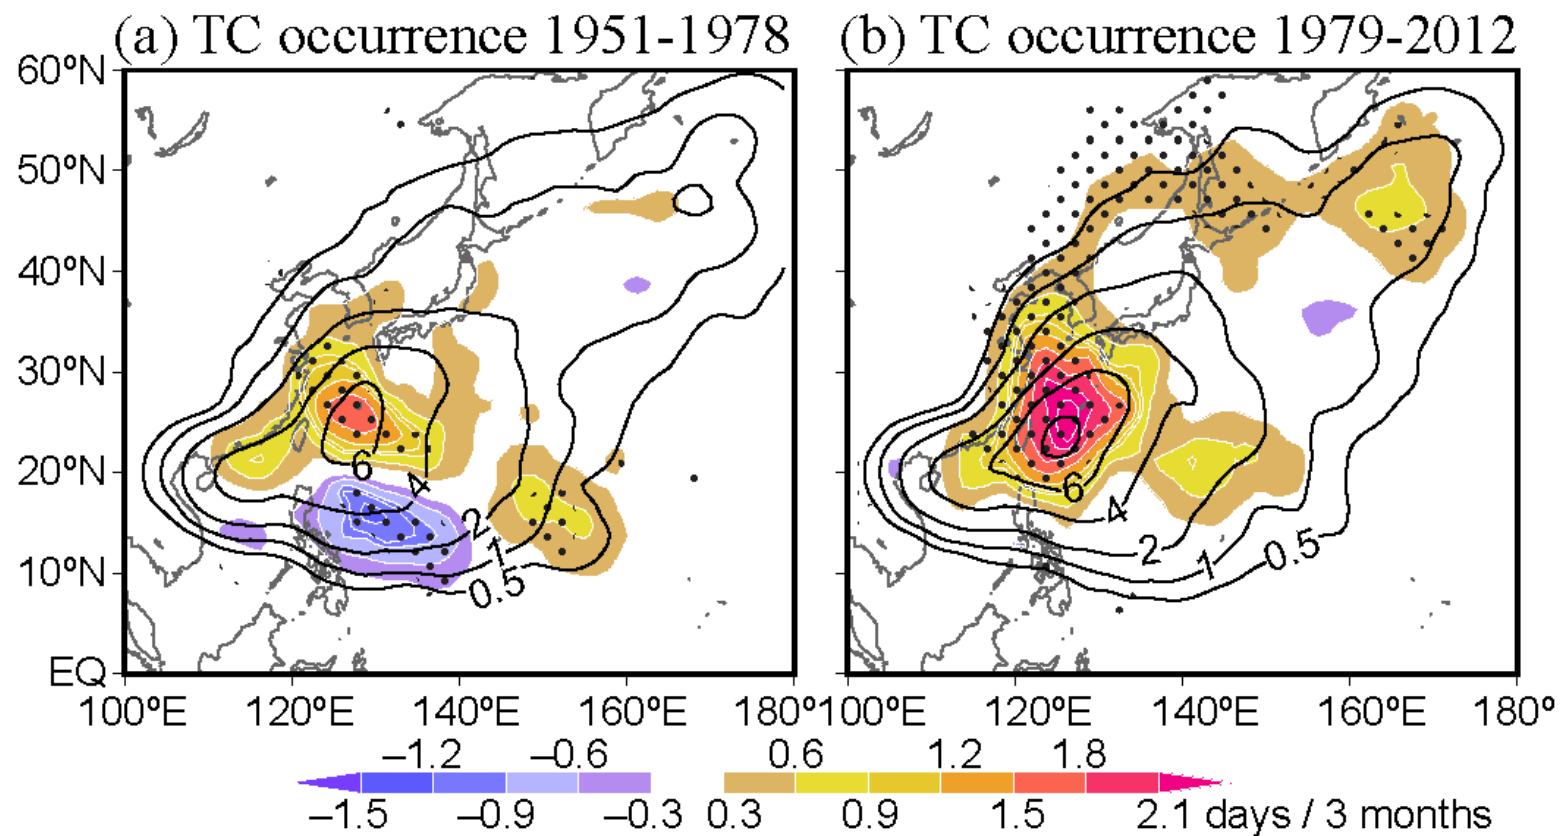 (a) TC occurrence 1951-1978 (b) TC occurrence 1979-2012
60ºN
50ºN
40ºN
30ºN
20ºN
10ºN
EQ
6
4
2
1
0.5
6
4
2
1
0.5
100ºE 120ºE 140ºE 160ºE 180º 100ºE 120ºE 140ºE 160ºE 180º
–1.2 –0.6 0.6 1.2 1.8
–1.5 –0.9 –0.3 0.3 0.9 1.5 2.1 days / 3 months